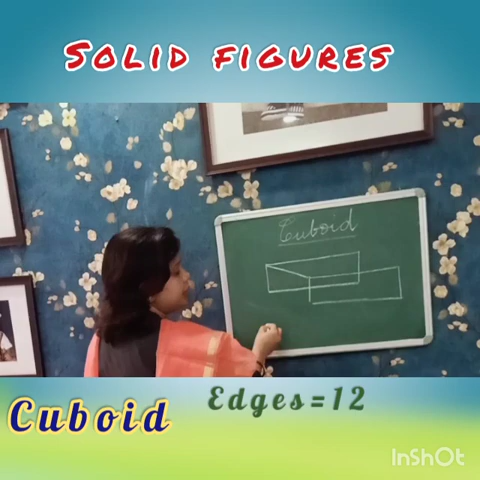 SOLID FIGURES
Cuboid
Cuboid
Edges=12
InShOt